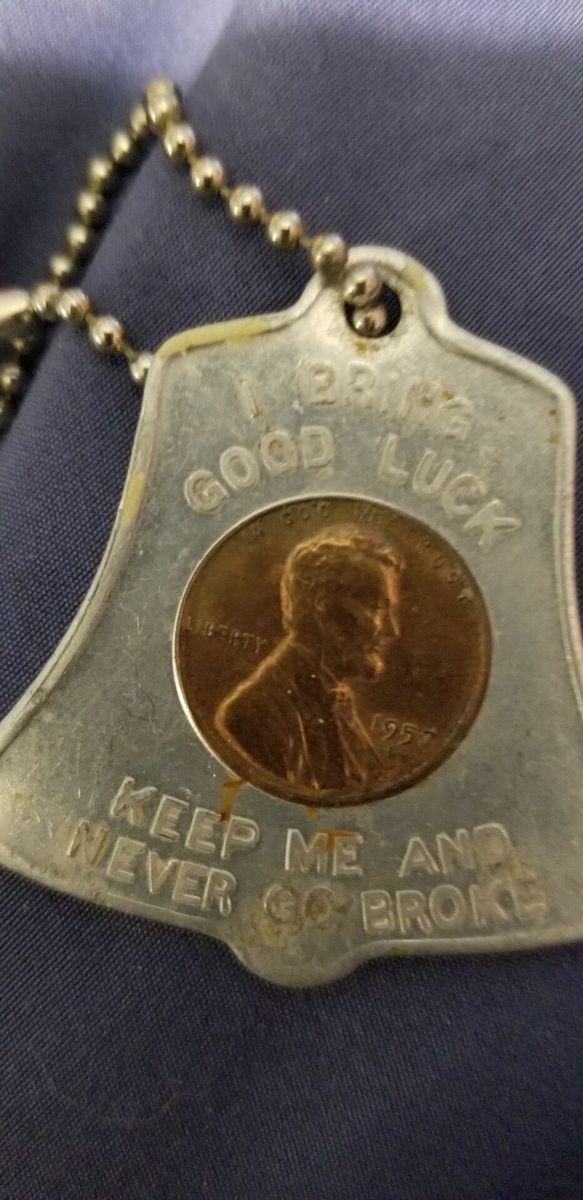 I BRING
GOOD LUCK
IN GOD WE TRUST
LIBERTY
1957
KEEP ME AND
NEVER GO BROKE